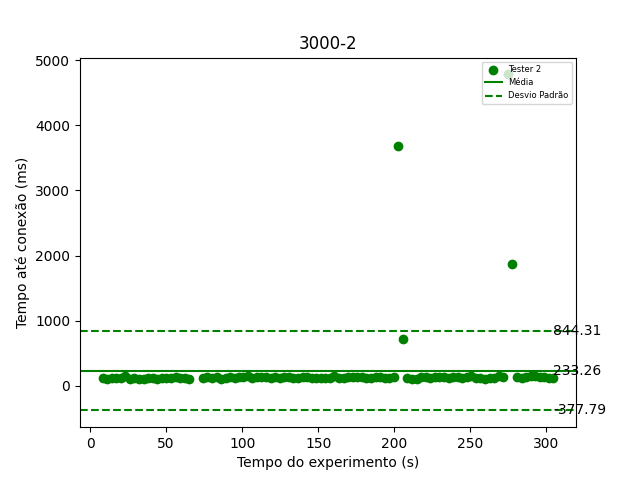 3000-2
Tempo até conexão (ms)
5000
4000
3000
2000
1000
0
Tester 2
Média
Desvio Padrão
844.31
233.26
-377.79
0 50 100 150 200 250 300
Tempo do experimento (s)